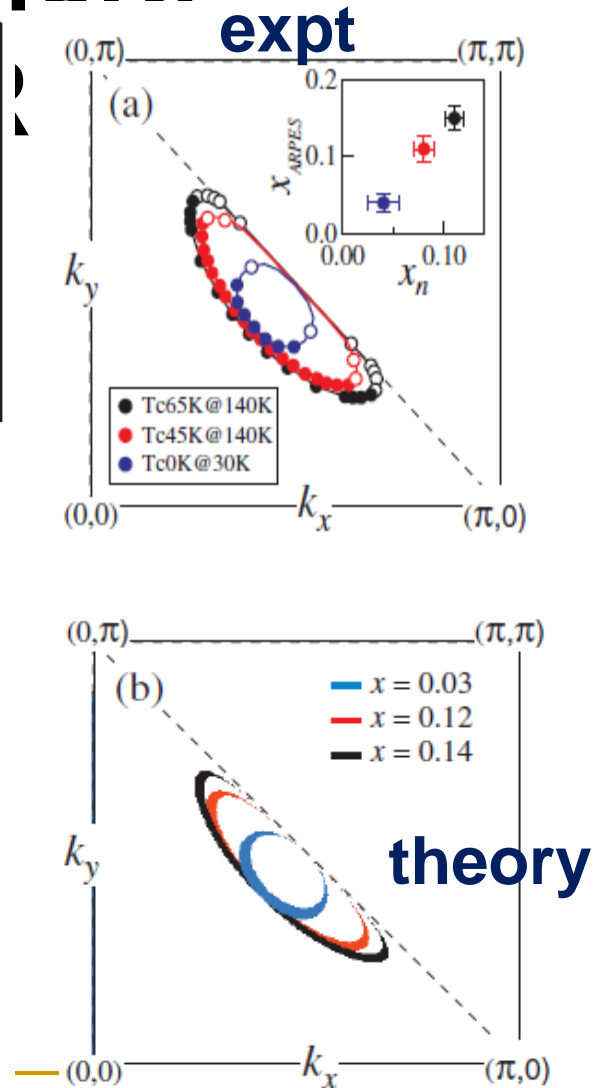 expt
(0,π) (π,π)
(a)
0.2
0.1
0.0
x_ARPES
0.00 0.10
x_n
k_y
Tc65K@140K
Tc45K@140K
Tc0K@30K
(0,0) k_x (π,0)
(0,π) (π,π)
(b)
x = 0.03
x = 0.12
x = 0.14
k_y
theory
(0,0) k_x (π,0)